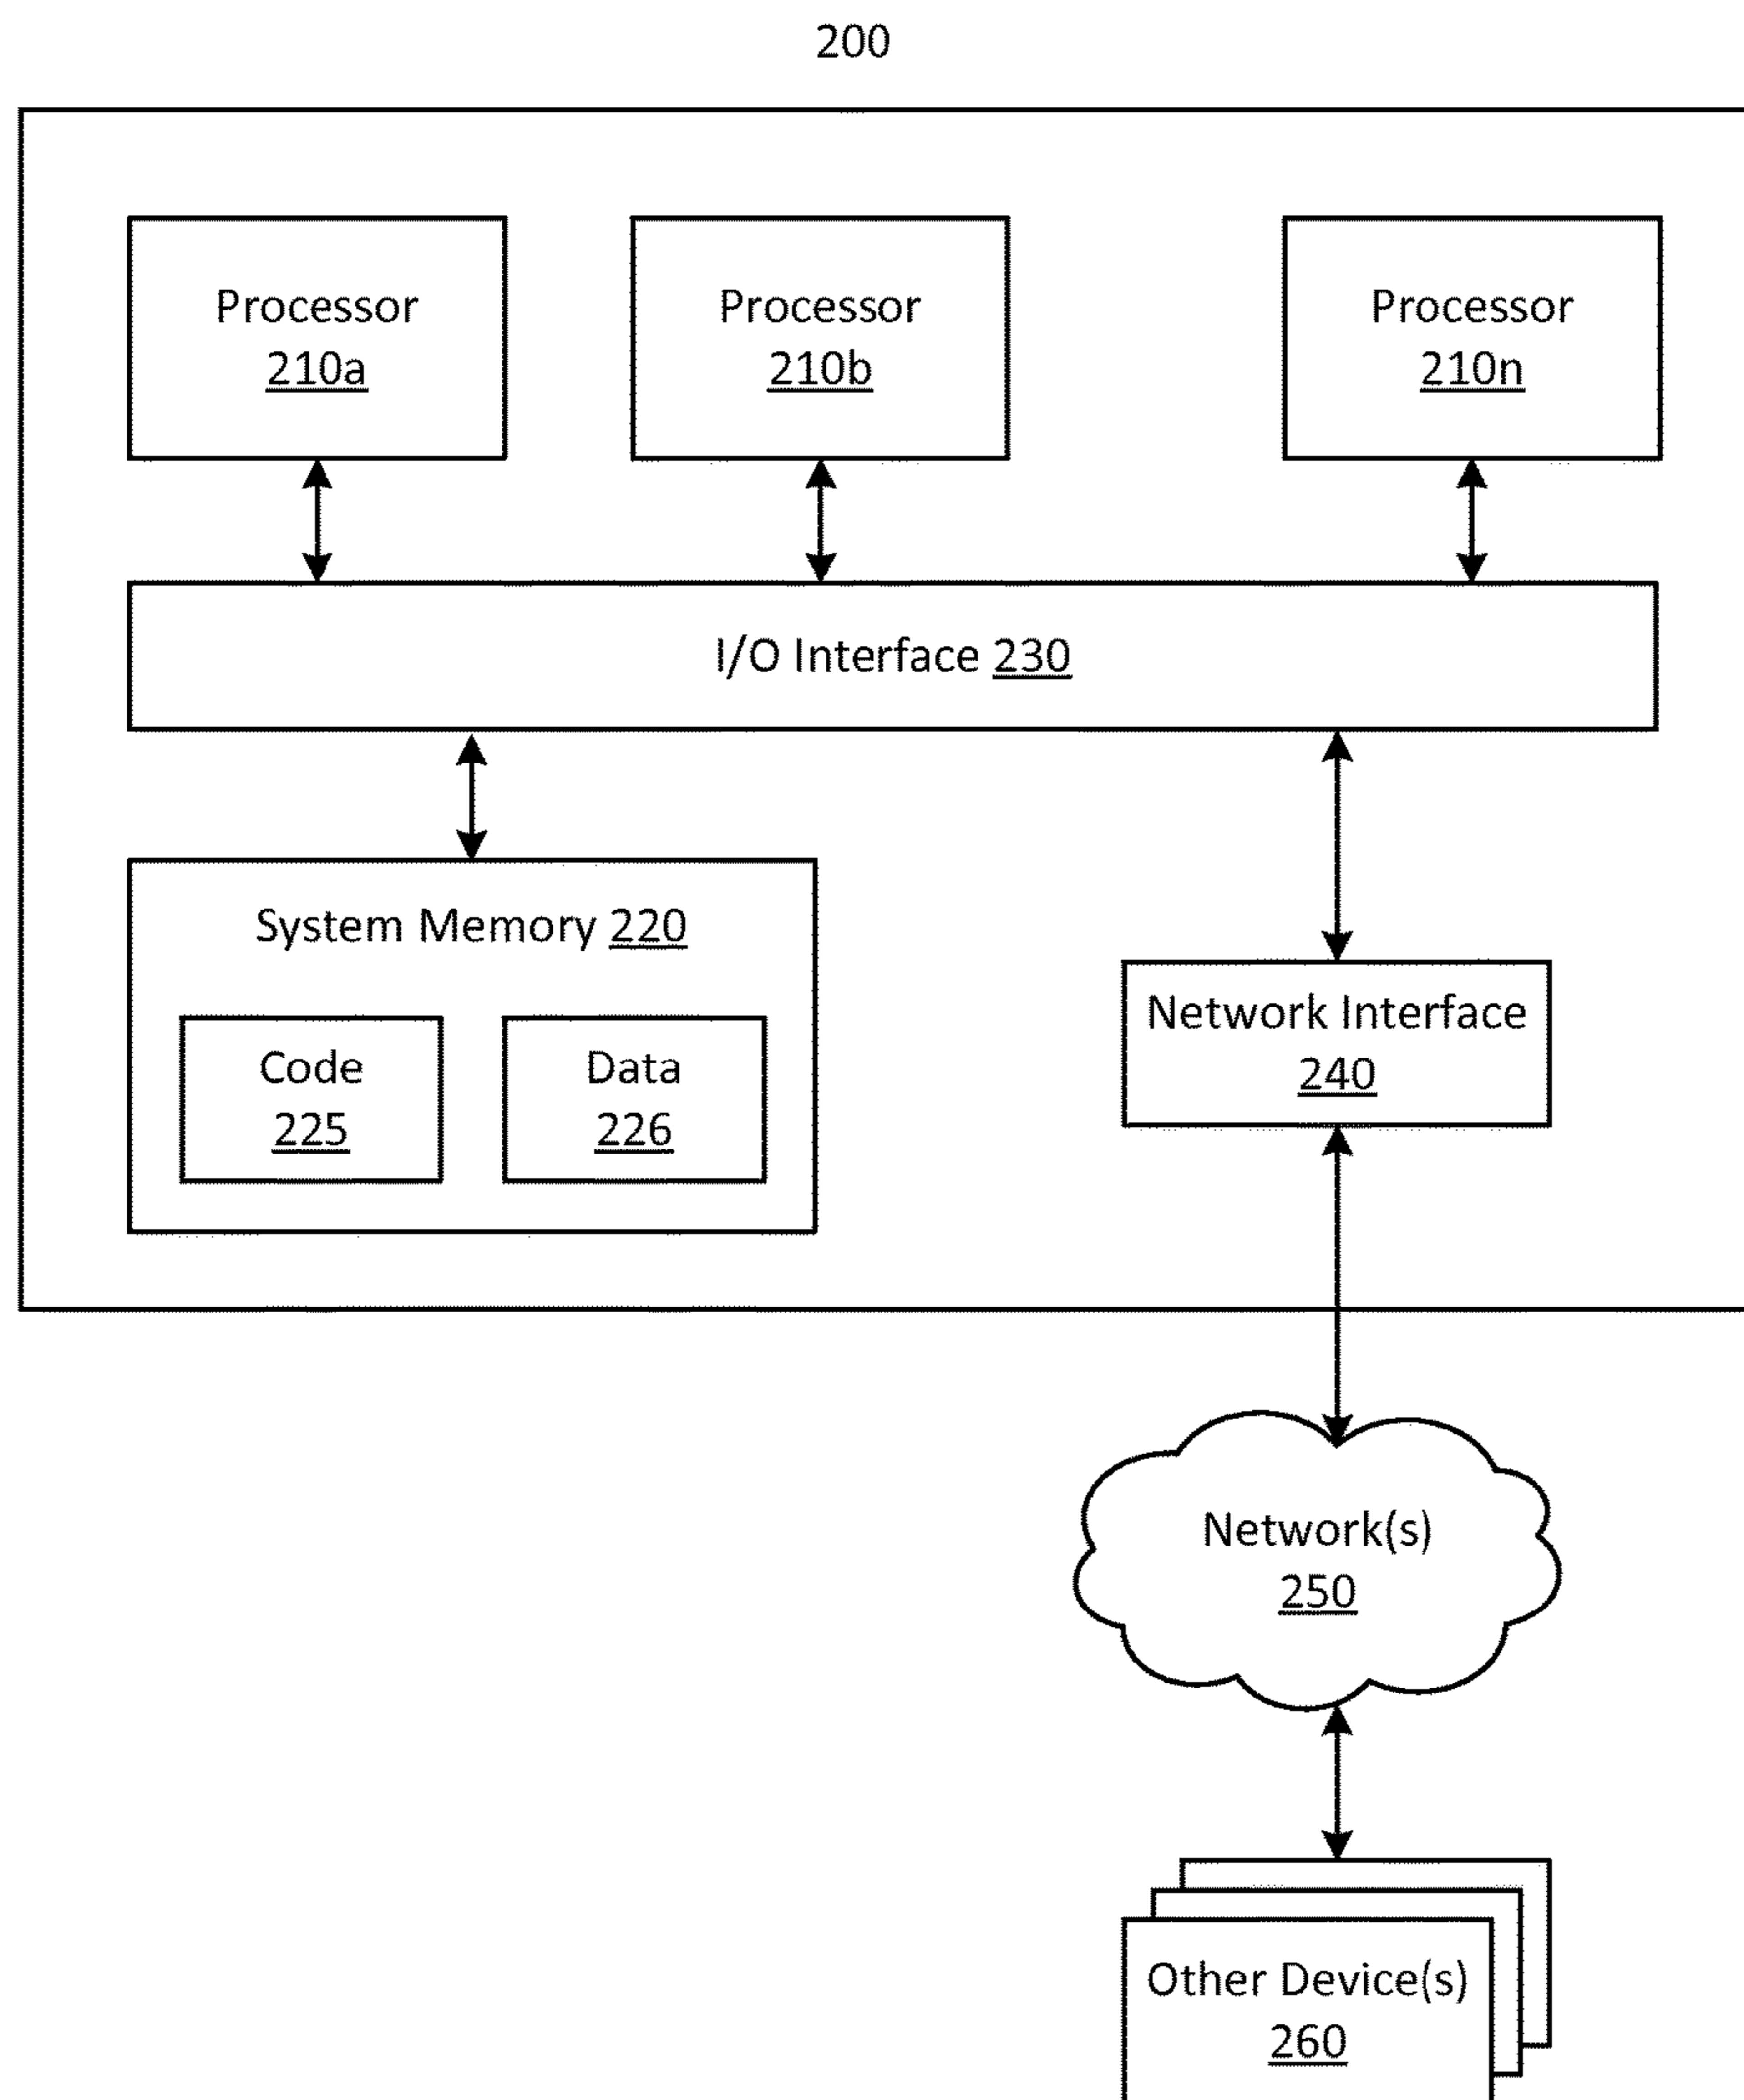 200
Processor
210a
Processor
210b
Processor
210n
I/O Interface 230
System Memory 220
Code
225
Data
226
Network Interface
240
Network(s)
250
Other Device(s)
260